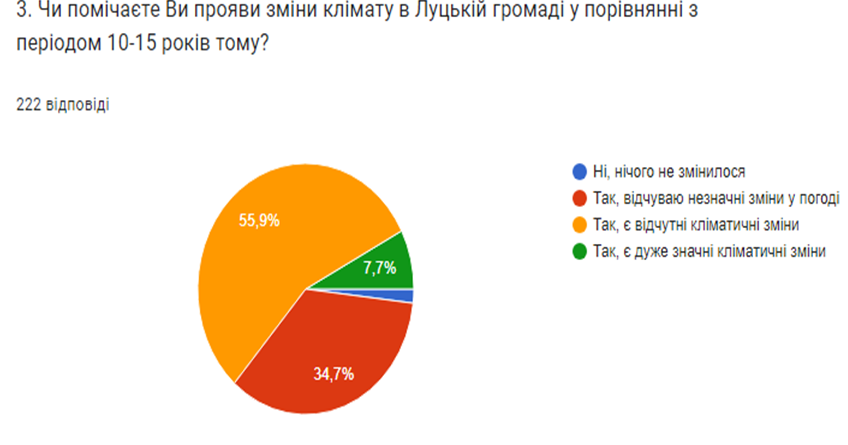 3. Чи помічаєте Ви прояви зміни клімату в Луцькій громаді у порівнянні з
періодом 10-15 років тому?
222 відповіді
55,9%
7,7%
34,7%
Ні, нічого не змінилося
Так, відчуваю незначні зміни у погоді
Так, є відчутні кліматичні зміни
Так, є дуже значні кліматичні зміни